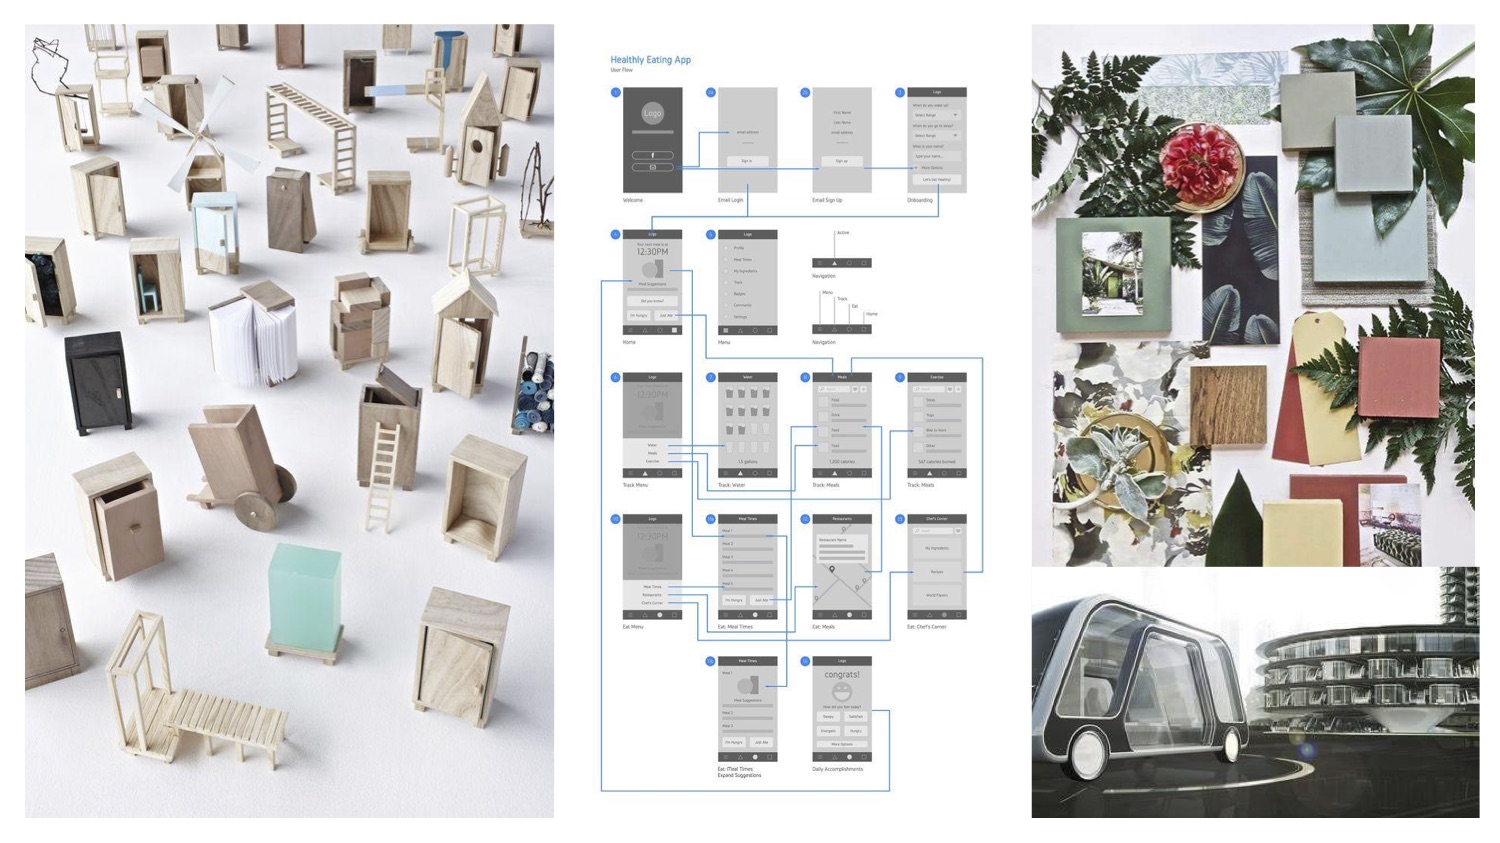 Healthly Eating App
User Flow
Logo
Welcome
email address
Sign in
Email Login
First Name
Last Name
email address
Sign up
Email Sign Up
Logo
When do you wake up?
Select Range
When do you go to sleep?
Select Range
What is your name?
Type your name...
More Options
Let's eat healthy!
Onboarding
Logo
Your next meal is at
12:30PM
Meal Suggestions
Did you know?
I'm Hungry
Just Ate
Home
Logo
Profile
Meal Times
My Ingredients
Track
Badges
Community
Settings
Menu
Active
Navigation
Menu
Track
Eat
Home
Navigation
Logo
12:30PM
Water
Meals
Exercise
Track Menu
Water
1.5 gallons
Track: Water
Meals
Food
Drink
Food
Food
1,200 calories
Track: Meals
Exercise
Steps
Yoga
Bike to Work
Other
567 calories burned
Track: Meals
Logo
12:30PM
Meal Times
Restaurants
Chef's Corner
Eat Menu
Meal Times
Meal 1
Meal 2
Meal 3
Meal 4
Meal 5
I'm Hungry
Just Ate
Eat: Meal Times
Restaurants
Restaurant Name
Eat: Meals
Chef's Corner
My Ingredients
Recipes
World Flavors
Eat: Chef's Corner
Meal Times
Meal 1
Meal Suggestions
Meal 2
Meal 3
I'm Hungry
Just Ate
Eat: Meal Times
Expand Suggestions
Logo
congrats!
How did you feel today?
Sleepy
Satisfied
Energetic
Hungry
More Options
Daily Accomplishments